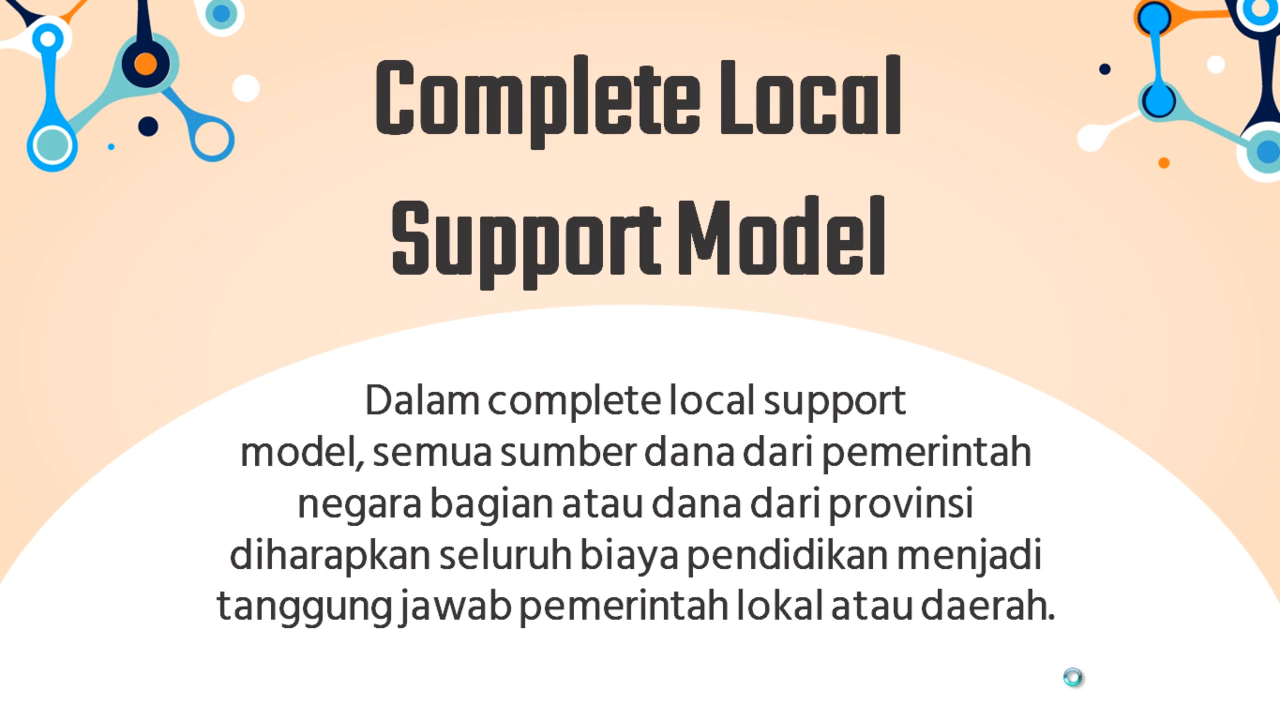 Complete Local
Support Model
Dalam complete local support
model, semua sumber dana dari pemerintah
negara bagian atau dana dari provinsi
diharapkan seluruh biaya pendidikan menjadi
tanggung jawab pemerintah lokal atau daerah.